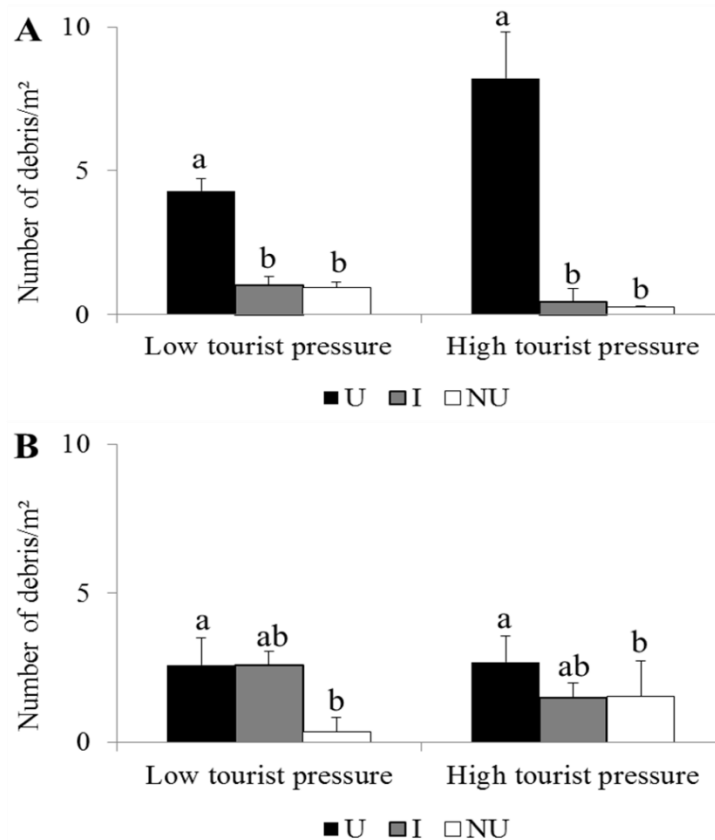 A
10
5
0
Number of debris/m²
a
b
b
a
b
b
Low tourist pressure
High tourist pressure
U I NU
B
10
5
0
Number of debris/m²
a
ab
b
a
ab
b
Low tourist pressure
High tourist pressure
U I NU